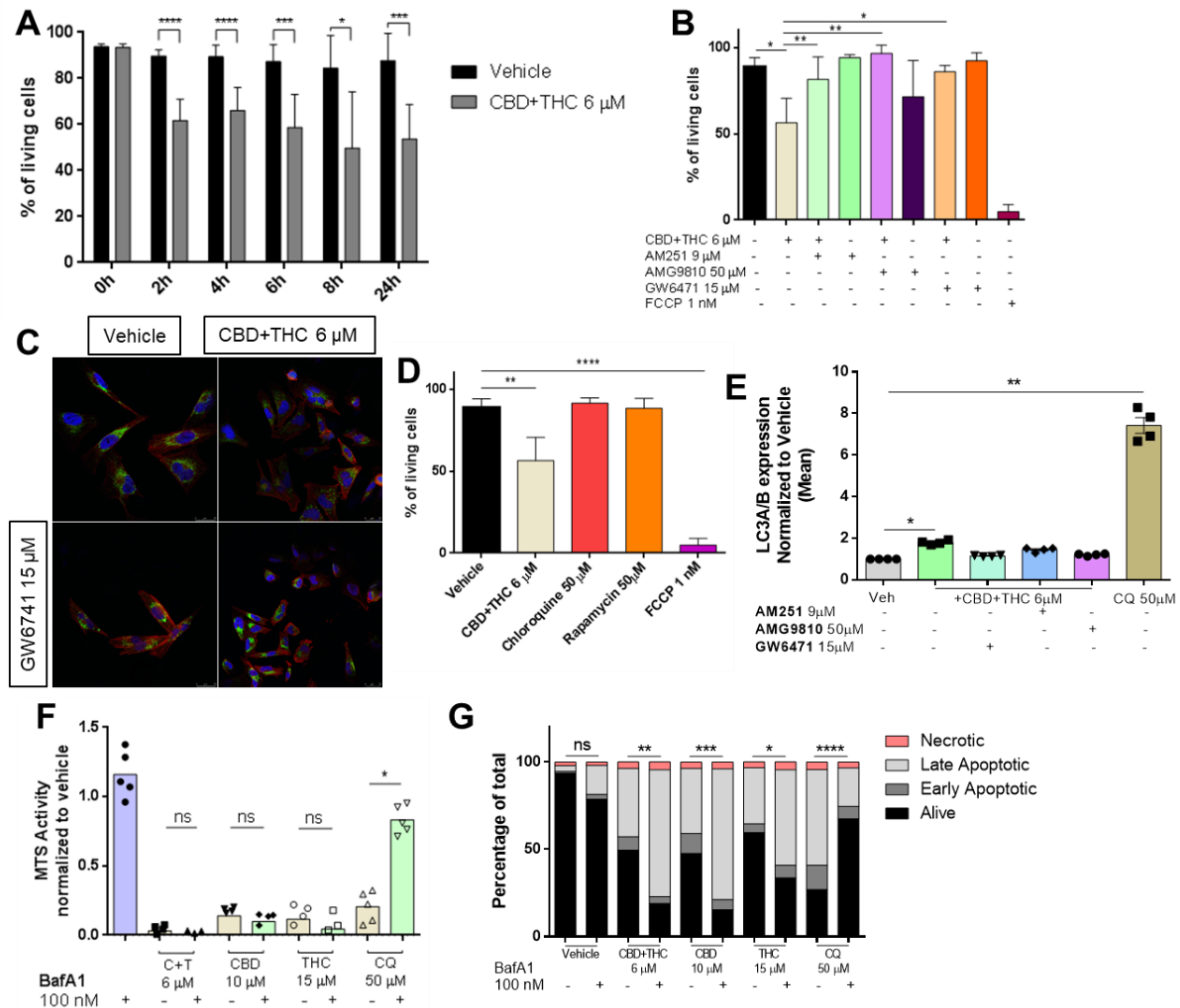 A
% of living cells
100
80
60
40
20
0
**** **** *** * ***
Vehicle
CBD+THC 6 μM
0h 2h 4h 6h 8h 24h
B
% of living cells
100
50
0
*
**
**
*
CBD+THC 6 μM - + + - + - + - -
AM251 9 μM - - + + - - - - -
AMG9810 50 μM - - - - + + - - -
GW6471 15 μM - - - - - - + + -
FCCP 1 nM - - - - - - - - +
C
Vehicle
CBD+THC 6 μM
GW6741 15 μM
D
% of living cells
100
50
0
****
**
Vehicle
CBD+THC 6 μM
Chloroquine 50 μM
Rapamycin 50μM
FCCP 1 nM
E
LC3A/B expression
Normalized to Vehicle
(Mean)
10
8
6
4
2
0
**
*
Veh +CBD+THC 6μM CQ 50μM
AM251 9μM - - - + - -
AMG9810 50μM - - - - + -
GW6471 15μM - - + - - -
F
MTS Activity
normalized to vehicle
1.5
1.0
0.5
0.0
ns ns ns *
C+T CBD THC CQ
6 μM 10 μM 15 μM 50 μM
BafA1
100 nM + - + - + - + - +
G
Percentage of total
100
50
0
ns ** *** * ****
Necrotic
Late Apoptotic
Early Apoptotic
Alive
Vehicle CBD+THC CBD THC CQ
6 μM 10 μM 15 μM 50 μM
BafA1
100 nM - + - + - + - + - +